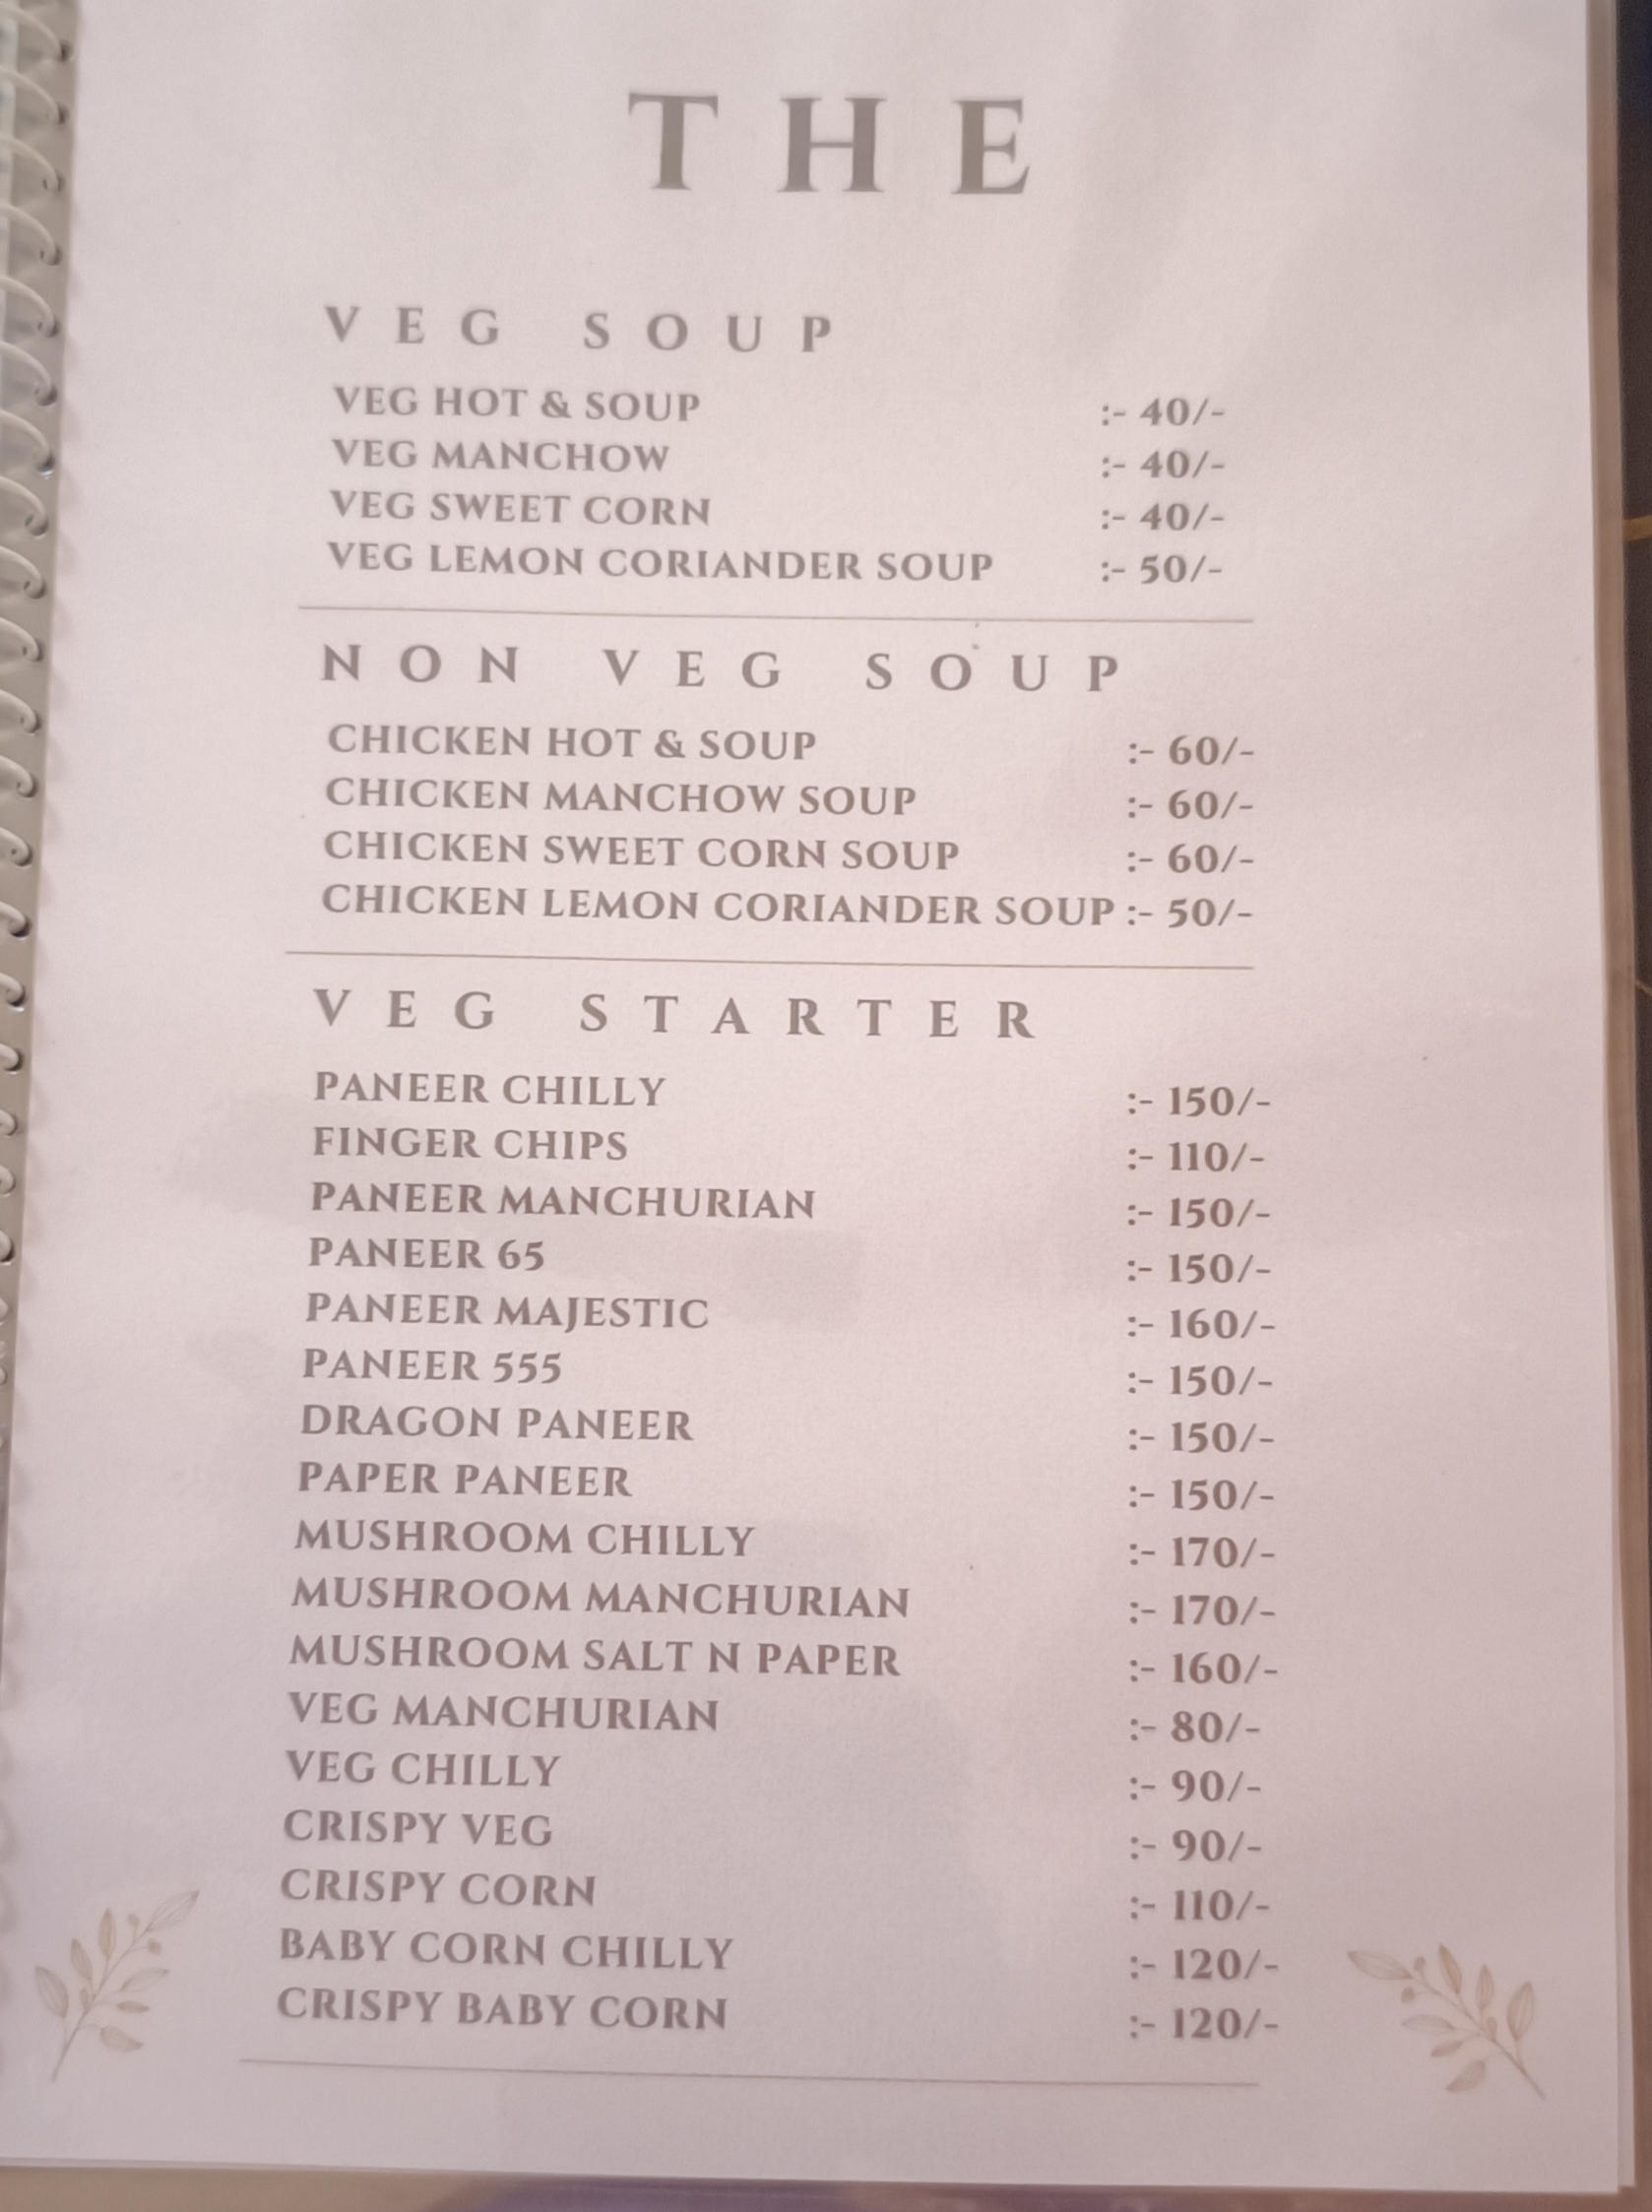 THE
VEG SOUP
VEG HOT & SOUP :- 40/-
VEG MANCHOW :- 40/-
VEG SWEET CORN :- 40/-
VEG LEMON CORIANDER SOUP :- 50/-
NON VEG SOUP
CHICKEN HOT & SOUP :- 60/-
CHICKEN MANCHOW SOUP :- 60/-
CHICKEN SWEET CORN SOUP :- 60/-
CHICKEN LEMON CORIANDER SOUP :- 50/-
VEG STARTER
PANEER CHILLY :- 150/-
FINGER CHIPS :- 110/-
PANEER MANCHURIAN :- 150/-
PANEER 65 :- 150/-
PANEER MAJESTIC :- 160/-
PANEER 555 :- 150/-
DRAGON PANEER :- 150/-
PAPER PANEER :- 150/-
MUSHROOM CHILLY :- 170/-
MUSHROOM MANCHURIAN :- 170/-
MUSHROOM SALT N PAPER :- 160/-
VEG MANCHURIAN :- 80/-
VEG CHILLY :- 90/-
CRISPY VEG :- 90/-
CRISPY CORN :- 110/-
BABY CORN CHILLY :- 120/-
CRISPY BABY CORN :- 120/-